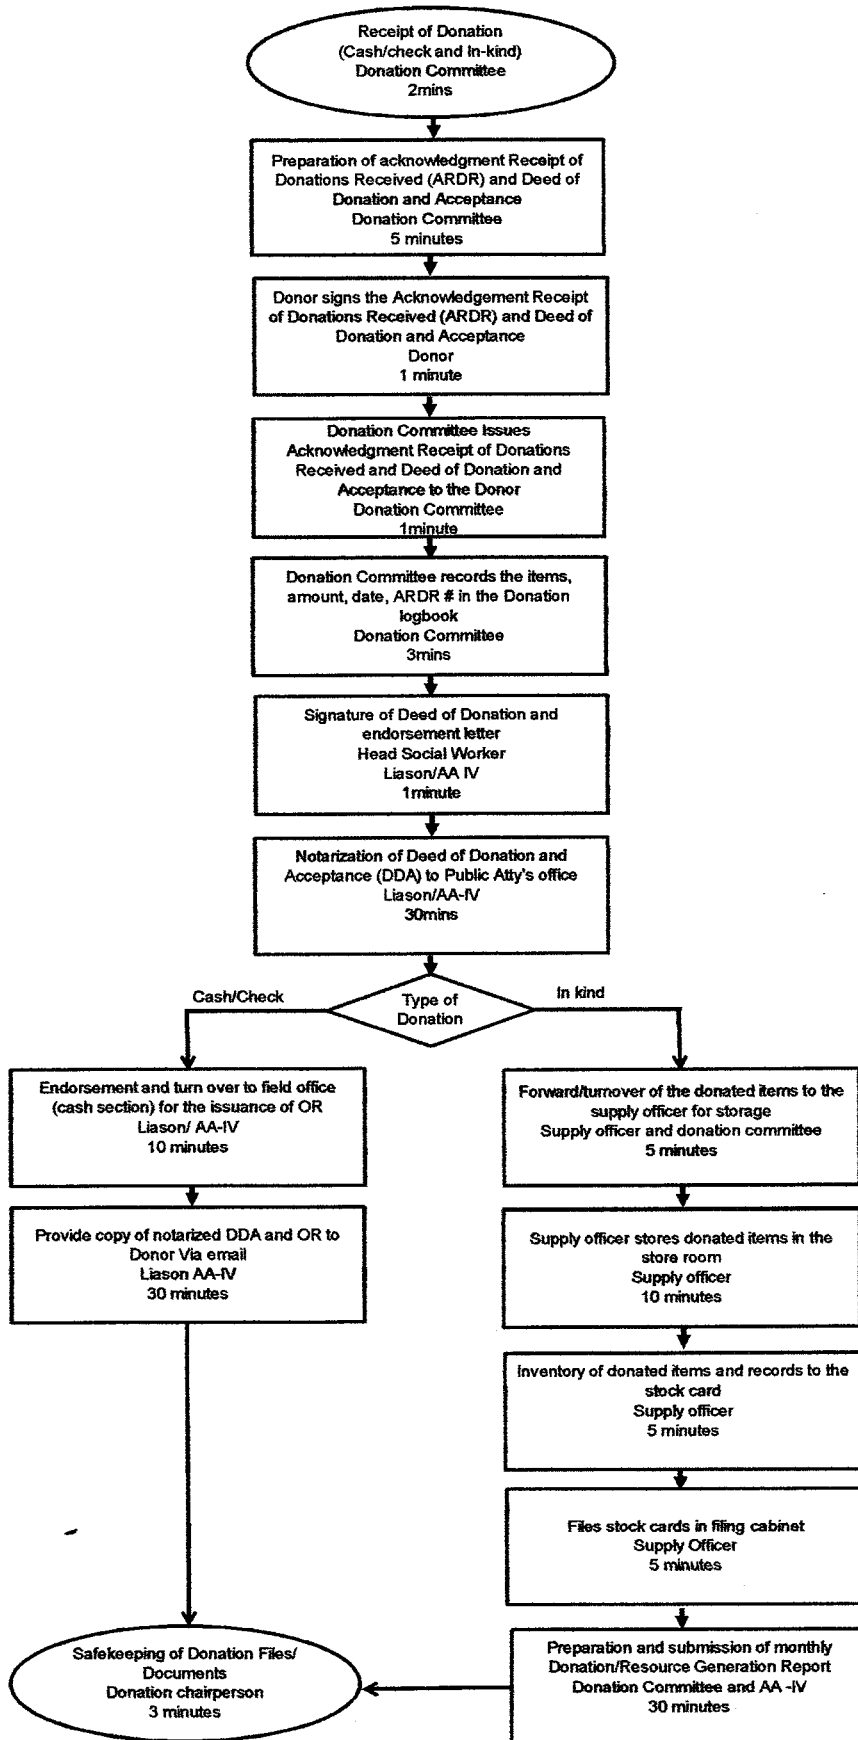 Receipt of Donation
(Cash/check and In-kind)
Donation Committee
2mins
Preparation of acknowledgment Receipt of
Donations Received (ARDR) and Deed of
Donation and Acceptance
Donation Committee
5 minutes
Donor signs the Acknowledgement Receipt
of Donations Received (ARDR) and Deed of
Donation and Acceptance
Donor
1 minute
Donation Committee Issues
Acknowledgment Receipt of Donations
Received and Deed of Donation and
Acceptance to the Donor
Donation Committee
1minute
Donation Committee records the items,
amount, date, ARDR # in the Donation
logbook
Donation Committee
3mins
Signature of Deed of Donation and
endorsement letter
Head Social Worker
Liason/AA IV
1minute
Notarization of Deed of Donation and
Acceptance (DDA) to Public Atty's office
Liason/AA-IV
30mins
Type of
Donation
Cash/Check
In kind
Endorsement and turn over to field office
(cash section) for the issuance of OR
Liason/ AA-IV
10 minutes
Provide copy of notarized DDA and OR to
Donor Via email
Liason AA-IV
30 minutes
Forward/turnover of the donated items to the
supply officer for storage
Supply officer and donation committee
5 minutes
Supply officer stores donated items in the
store room
Supply officer
10 minutes
Inventory of donated items and records to the
stock card
Supply officer
5 minutes
Files stock cards in filing cabinet
Supply Officer
5 minutes
Preparation and submission of monthly
Donation/Resource Generation Report
Donation Committee and AA -IV
30 minutes
Safekeeping of Donation Files/
Documents
Donation chairperson
3 minutes